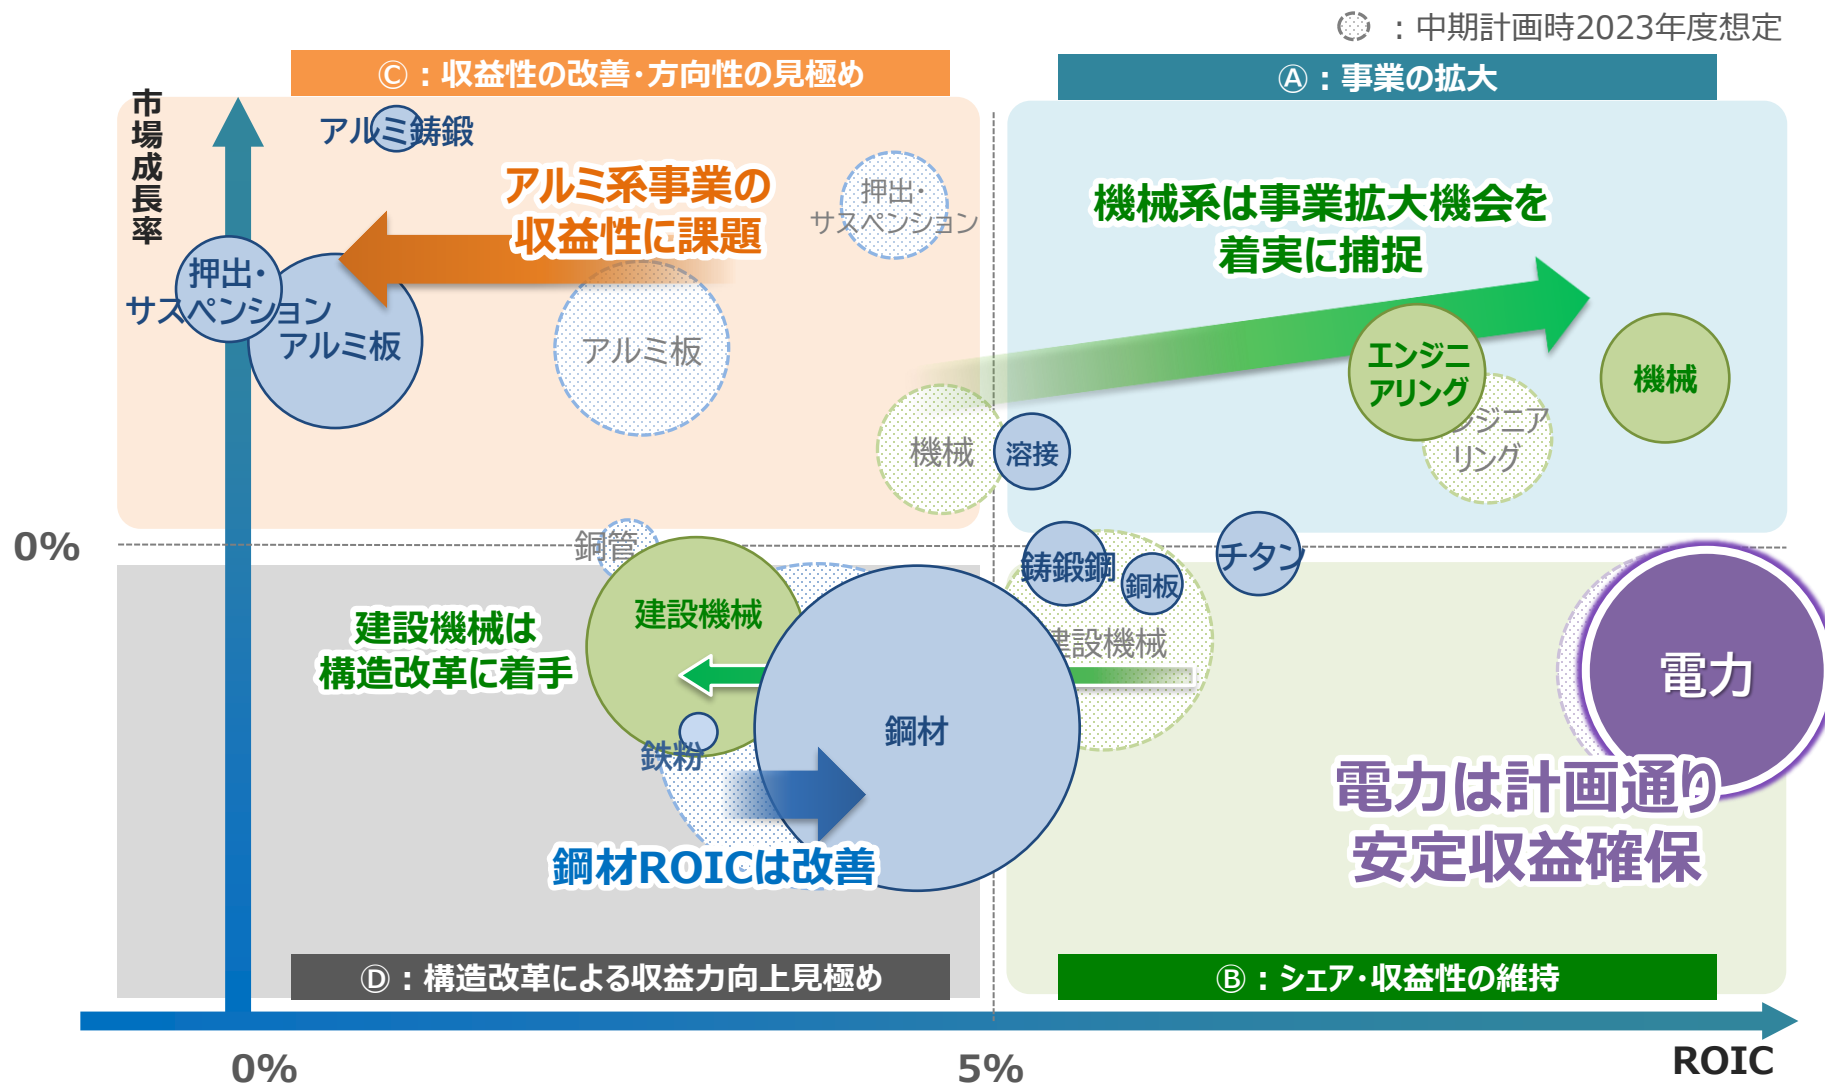 ：中期計画時2023年度想定
Ⓒ：収益性の改善・方向性の見極め
Ⓐ：事業の拡大
市場成長率
アルミ鋳鍛
アルミ系事業の
収益性に課題
押出・
サスペンション
機械系は事業拡大機会を
着実に捕捉
押出・
サスペンション
アルミ板
アルミ板
エンジニ
アリング
機械
ンジニア
リング
機械
溶接
0%
銅管
鋳鍛鋼
銅板
チタン
建設機械
建設機械は
構造改革に着手
建設機械
電力
鋼材
鉄粉
電力は計画通り
安定収益確保
鋼材ROICは改善
Ⓓ：構造改革による収益力向上見極め
Ⓑ：シェア・収益性の維持
0%
5%
ROIC